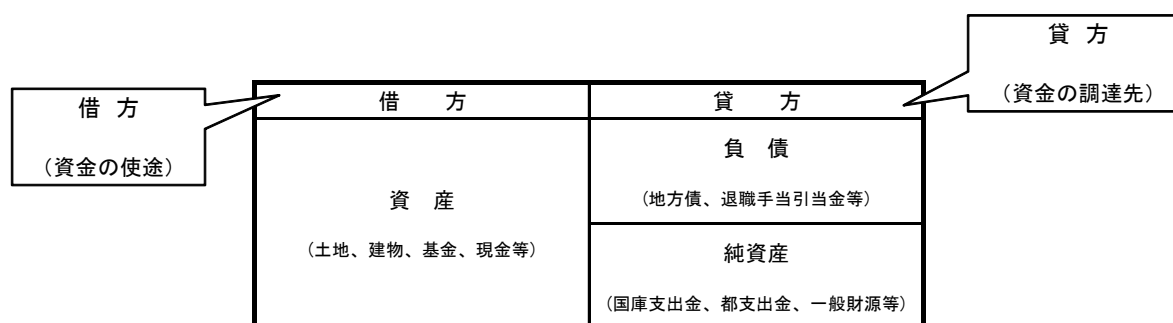 貸 方
（資金の調達先）
借 方
（資金の使途）
借 方
貸 方
資 産
（土地、建物、基金、現金等）
負 債
（地方債、退職手当引当金等）
純資産
（国庫支出金、都支出金、一般財源等）